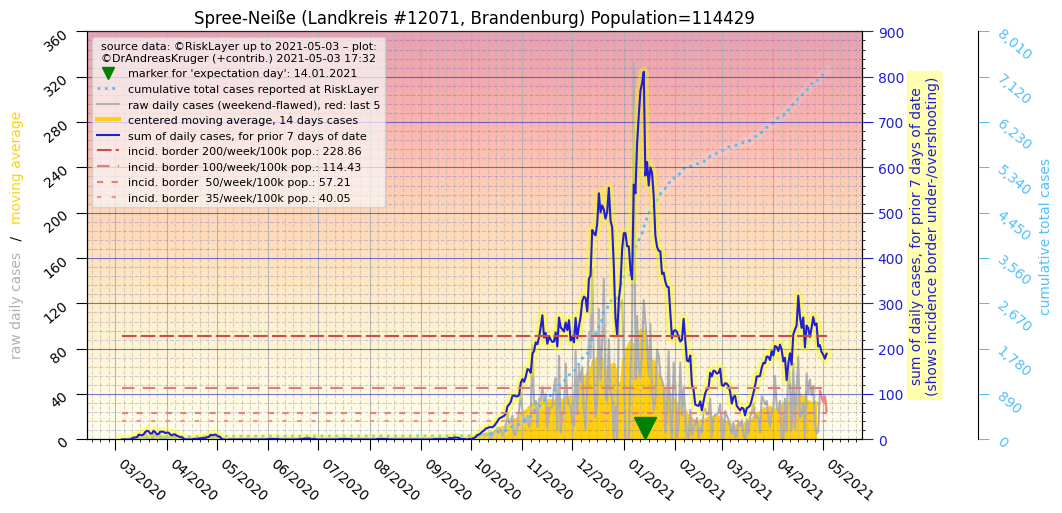 Spree-Neiße (Landkreis #12071, Brandenburg) Population=114429
source data: ©RiskLayer up to 2021-05-03 – plot:
©DrAndreasKruger (+contrib.) 2021-05-03 17:32
marker for 'expectation day': 14.01.2021
cumulative total cases reported at RiskLayer
raw daily cases (weekend-flawed), red: last 5
centered moving average, 14 days cases
sum of daily cases, for prior 7 days of date
incid. border 200/week/100k pop.: 228.86
incid. border 100/week/100k pop.: 114.43
incid. border  50/week/100k pop.: 57.21
incid. border  35/week/100k pop.: 40.05
raw daily cases / moving average
360
320
280
240
200
160
120
80
40
0
03/2020
04/2020
05/2020
06/2020
07/2020
08/2020
09/2020
10/2020
11/2020
12/2020
01/2021
02/2021
03/2021
04/2021
05/2021
900
800
700
600
500
400
300
200
100
0
sum of daily cases, for prior 7 days of date
(shows incidence border under-/overshooting)
8,010
7,120
6,230
5,340
4,450
3,560
2,670
1,780
890
0
cumulative total cases